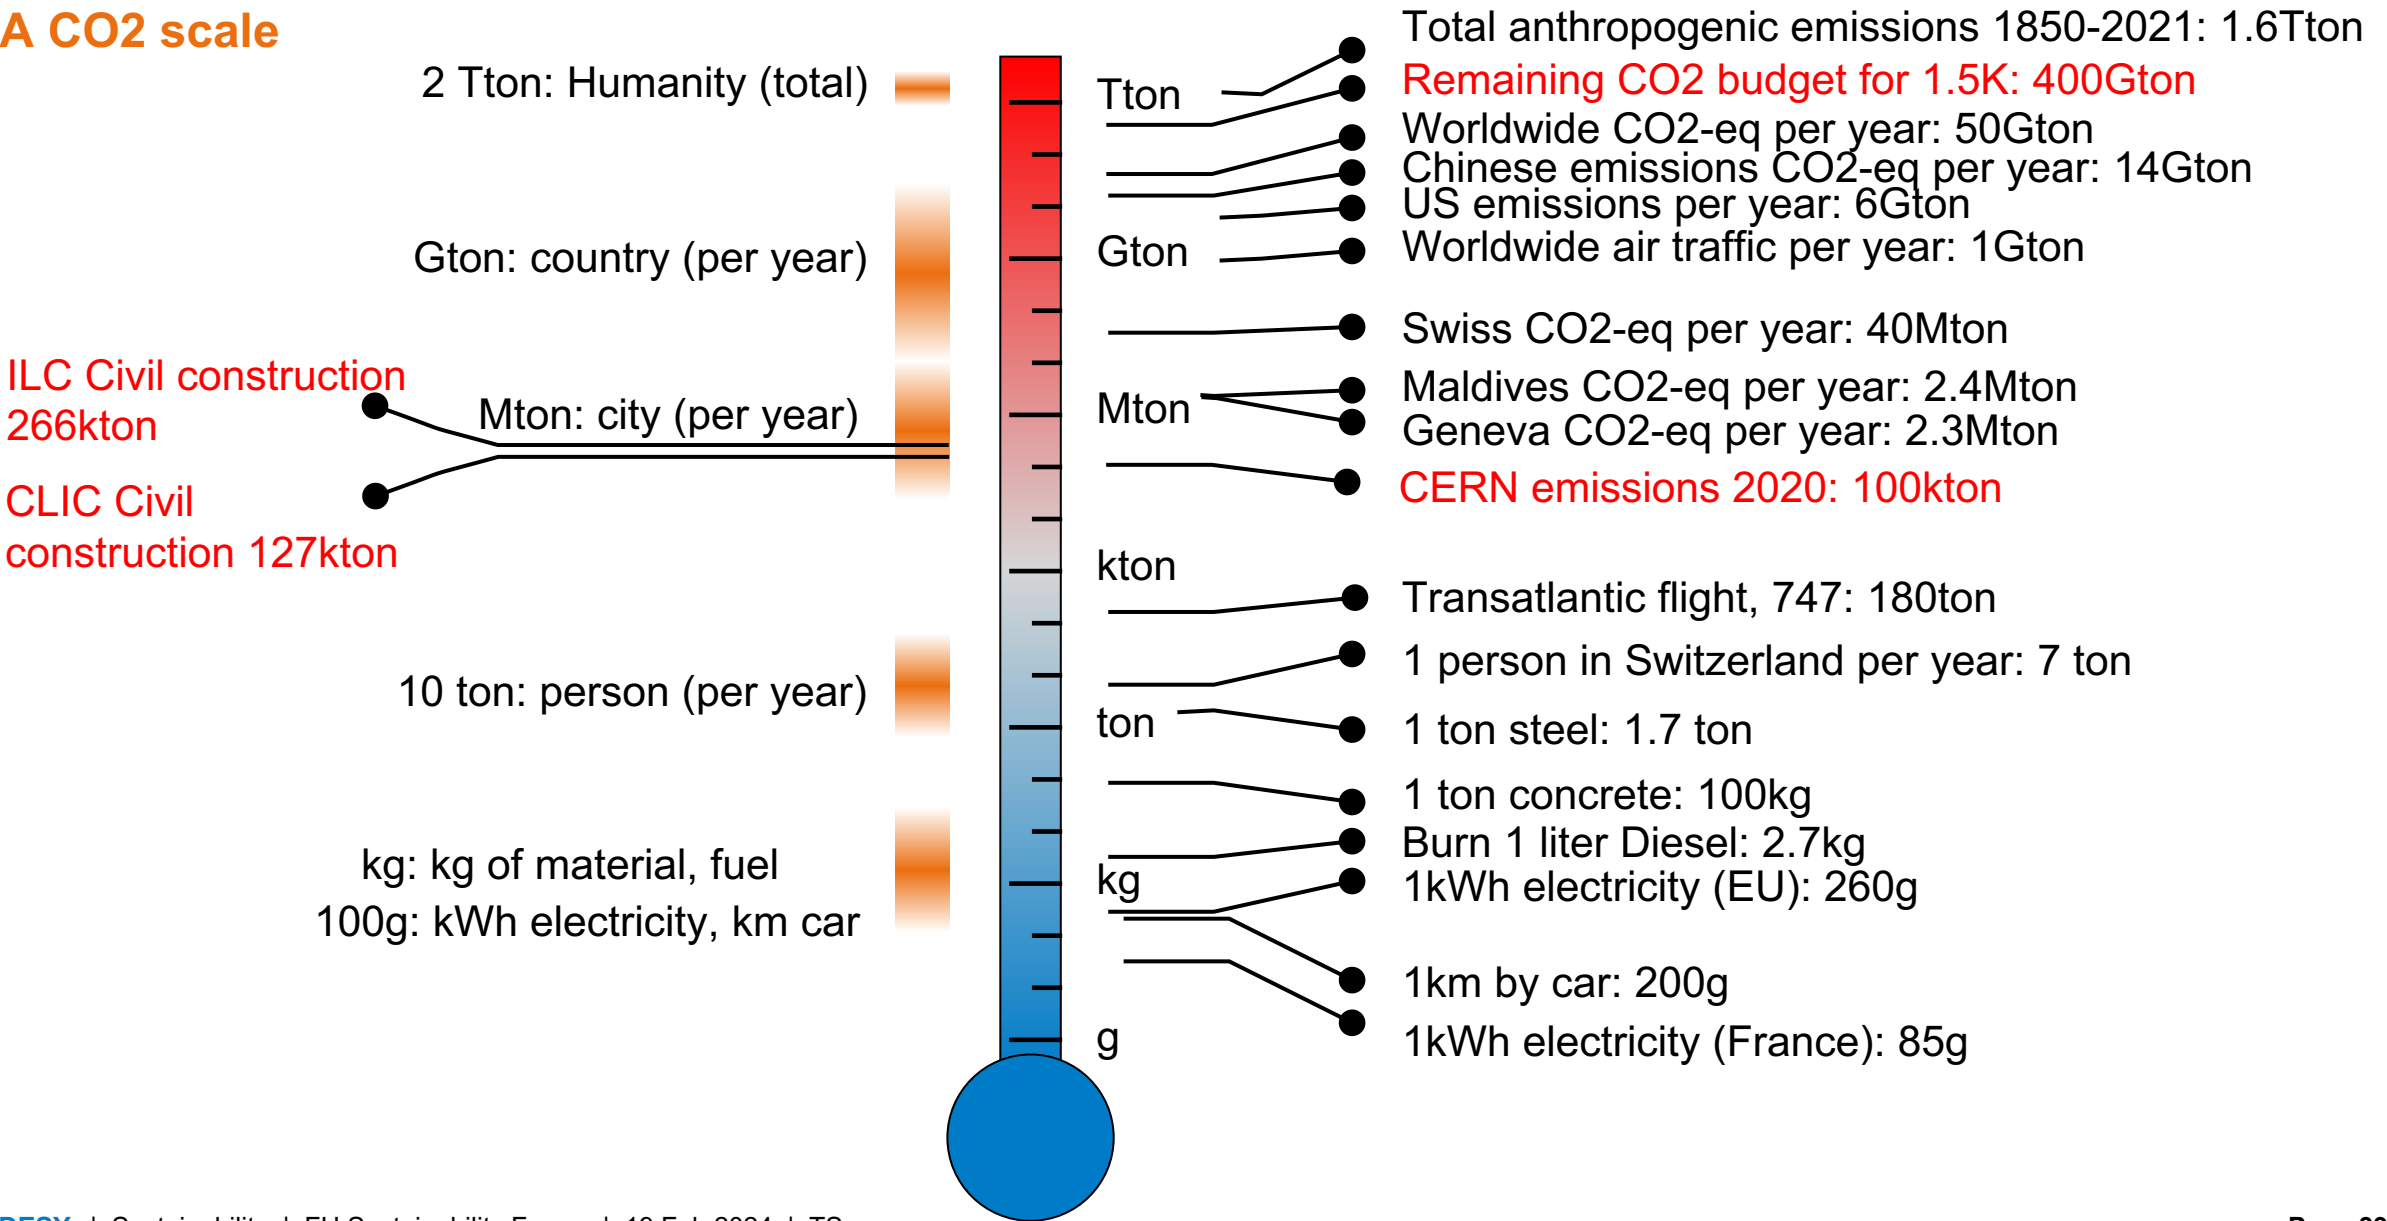 A CO2 scale
2 Tton: Humanity (total)
Gton: country (per year)
ILC Civil construction
266kton
Mton: city (per year)
CLIC Civil
construction 127kton
10 ton: person (per year)
kg: kg of material, fuel
100g: kWh electricity, km car
Tton
Gton
Mton
kton
ton
kg
g
Total anthropogenic emissions 1850-2021: 1.6Tton
Remaining CO2 budget for 1.5K: 400Gton
Worldwide CO2-eq per year: 50Gton
Chinese emissions CO2-eq per year: 14Gton
US emissions per year: 6Gton
Worldwide air traffic per year: 1Gton
Swiss CO2-eq per year: 40Mton
Maldives CO2-eq per year: 2.4Mton
Geneva CO2-eq per year: 2.3Mton
CERN emissions 2020: 100kton
Transatlantic flight, 747: 180ton
1 person in Switzerland per year: 7 ton
1 ton steel: 1.7 ton
1 ton concrete: 100kg
Burn 1 liter Diesel: 2.7kg
1kWh electricity (EU): 260g
1km by car: 200g
1kWh electricity (France): 85g